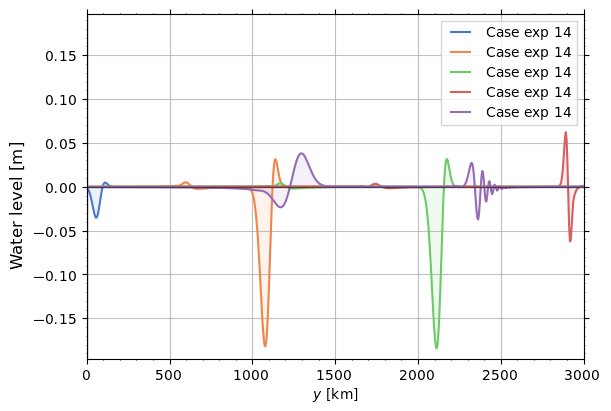 Case exp 14
Case exp 14
Case exp 14
Case exp 14
Case exp 14
0.15
0.10
0.05
0.00
−0.05
−0.10
−0.15
Water level [m]
0 500 1000 1500 2000 2500 3000
y [km]